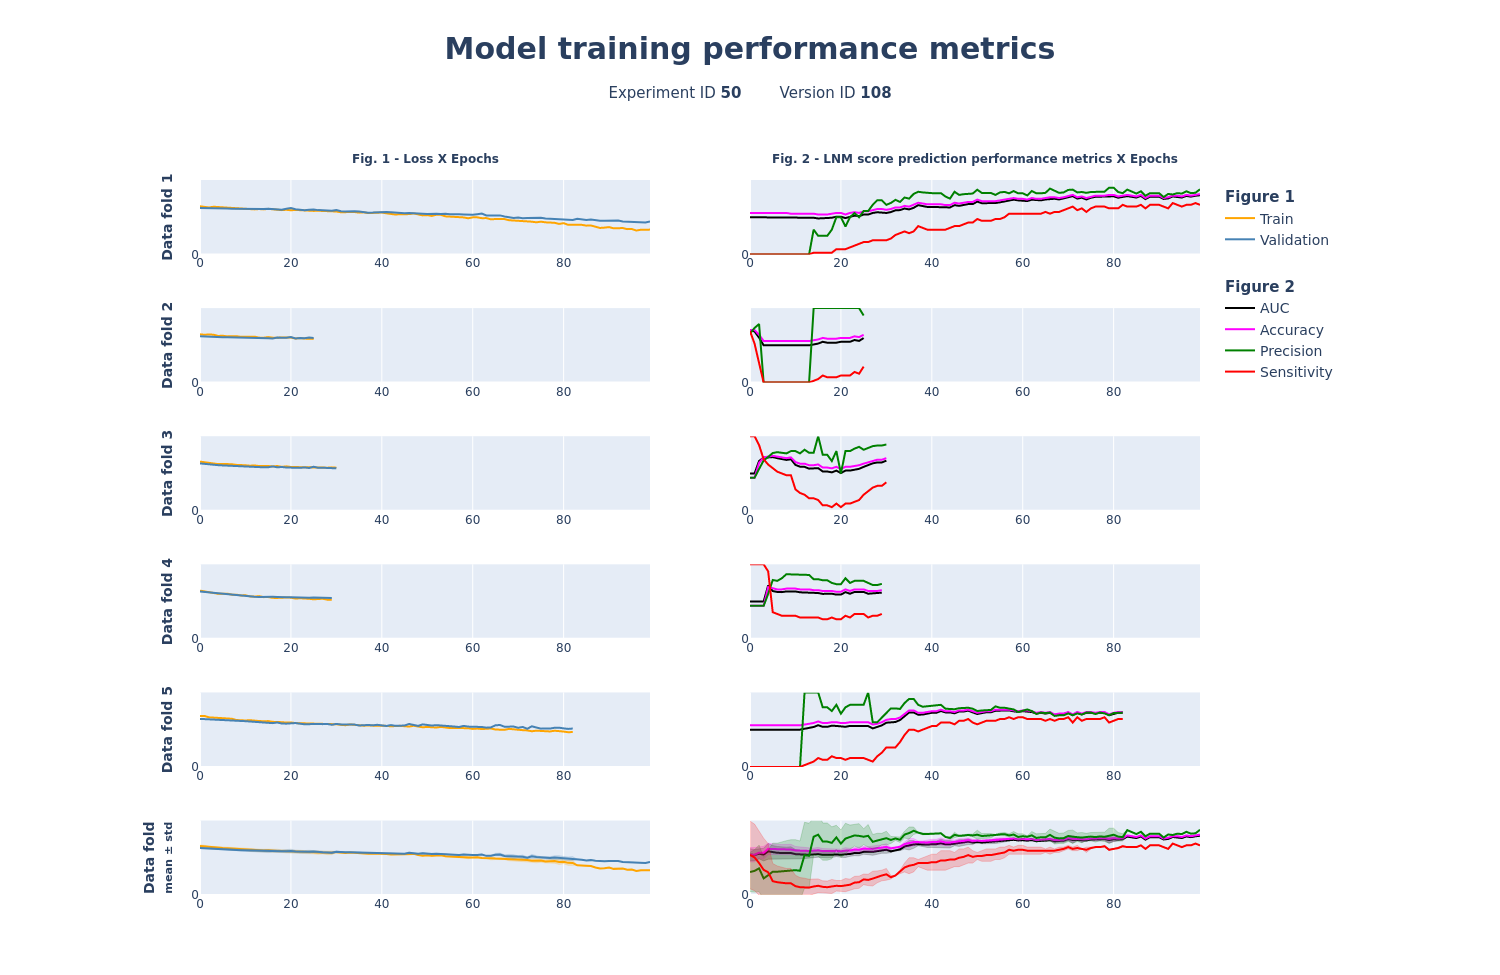 Model training performance metrics
Experiment ID 50 Version ID 108
Fig. 1 - Loss X Epochs
Fig. 2 - LNM score prediction performance metrics X Epochs
Data fold 1
0
0 20 40 60 80
0
0 20 40 60 80
Figure 1
Train
Validation
Figure 2
AUC
Accuracy
Precision
Sensitivity
Data fold 2
0
0 20 40 60 80
0
0 20 40 60 80
Data fold 3
0
0 20 40 60 80
0
0 20 40 60 80
Data fold 4
0
0 20 40 60 80
0
0 20 40 60 80
Data fold 5
0
0 20 40 60 80
0
0 20 40 60 80
Data fold
mean ± std
0
0 20 40 60 80
0
0 20 40 60 80